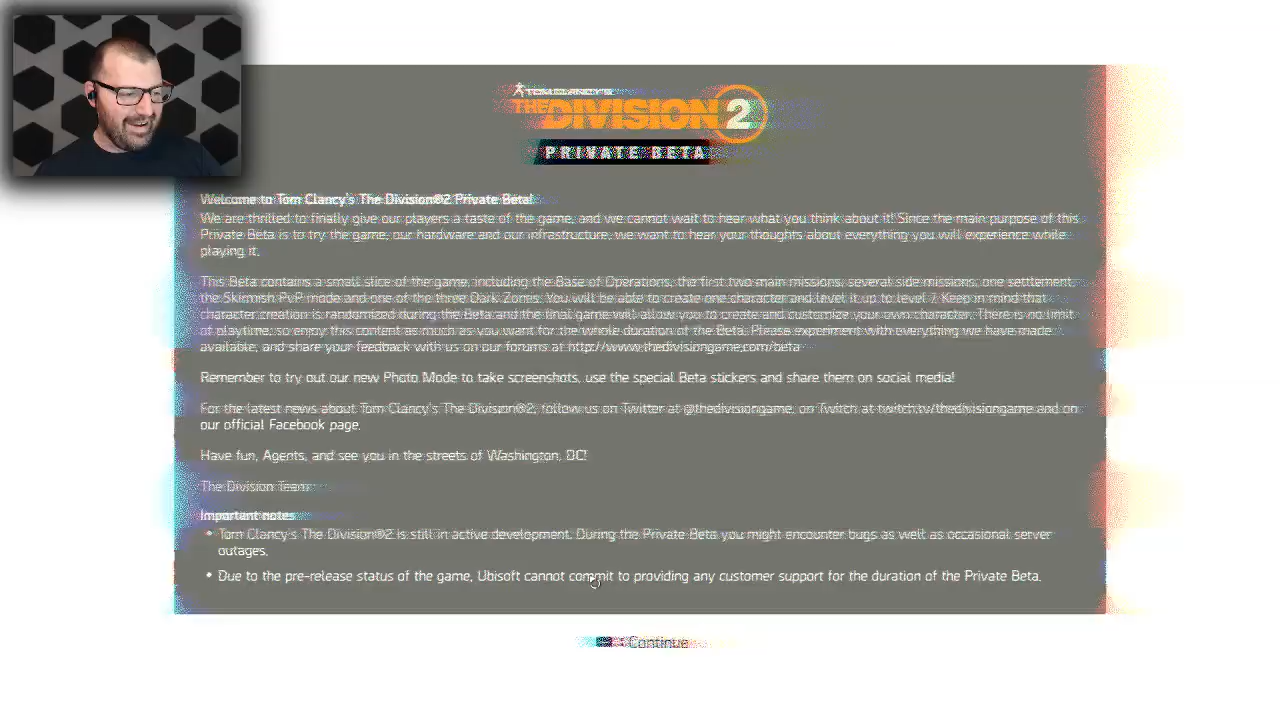 TOM CLANCY'S
THE DIVISION 2
PRIVATE BETA
Welcome to Tom Clancy's The Division®2 Private Beta!
We are thrilled to finally give our players a taste of the game, and we cannot wait to hear what you think about it! Since the main purpose of this
Private Beta is to try the game, our hardware and our infrastructure, we want to hear your thoughts about everything you will experience while
playing it.
This Beta contains a small slice of the game, including the Base of Operations, the first two main missions, several side missions, one settlement,
the Skirmish PvP mode and one of the three Dark Zones. You will be able to create one character and level it up to level 7. Keep in mind that
character creation is randomized during the Beta and the final game will allow you to create and customize your own character. There is no limit
of playtime, so enjoy this content as much as you want for the whole duration of the Beta. Please experiment with everything we have made
available, and share your feedback with us on our forums at http://www.thedivisiongame.com/beta
Remember to try out our new Photo Mode to take screenshots, use the special Beta stickers and share them on social media!
For the latest news about Tom Clancy's The Division®2, follow us on Twitter at @thedivisiongame, on Twitch at twitch.tv/thedivisiongame and on
our official Facebook page.
Have fun, Agents, and see you in the streets of Washington, DC!
The Division Team
Important notes
• Tom Clancy's The Division®2 is still in active development. During the Private Beta you might encounter bugs as well as occasional server
outages.
• Due to the pre-release status of the game, Ubisoft cannot commit to providing any customer support for the duration of the Private Beta.
Continue